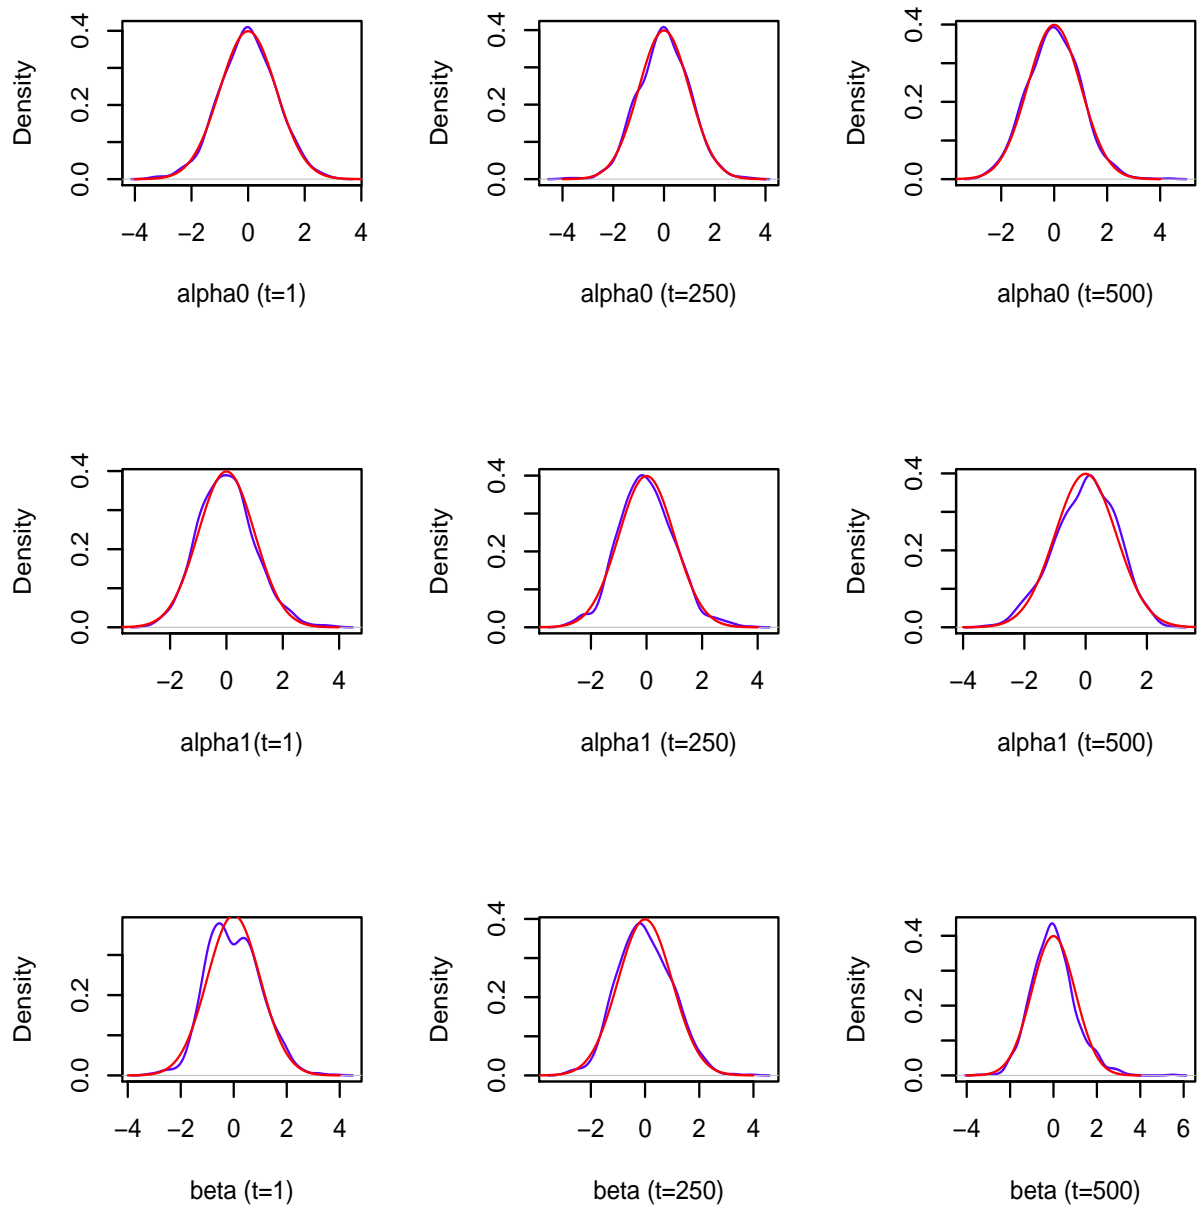 Density
0.0 0.2 0.4
−4 −2 0 2 4
alpha0 (t=1)
Density
0.0 0.2 0.4
−4 −2 0 2 4
alpha0 (t=250)
Density
0.0 0.2 0.4
−2 0 2 4
alpha0 (t=500)
Density
0.0 0.2 0.4
−2 0 2 4
alpha1(t=1)
Density
0.0 0.2 0.4
−2 0 2 4
alpha1 (t=250)
Density
0.0 0.2 0.4
−4 −2 0 2
alpha1 (t=500)
Density
0.0 0.2
−4 −2 0 2 4
beta (t=1)
Density
0.0 0.2 0.4
−2 0 2 4
beta (t=250)
Density
0.0 0.2 0.4
−4 0 2 4 6
beta (t=500)